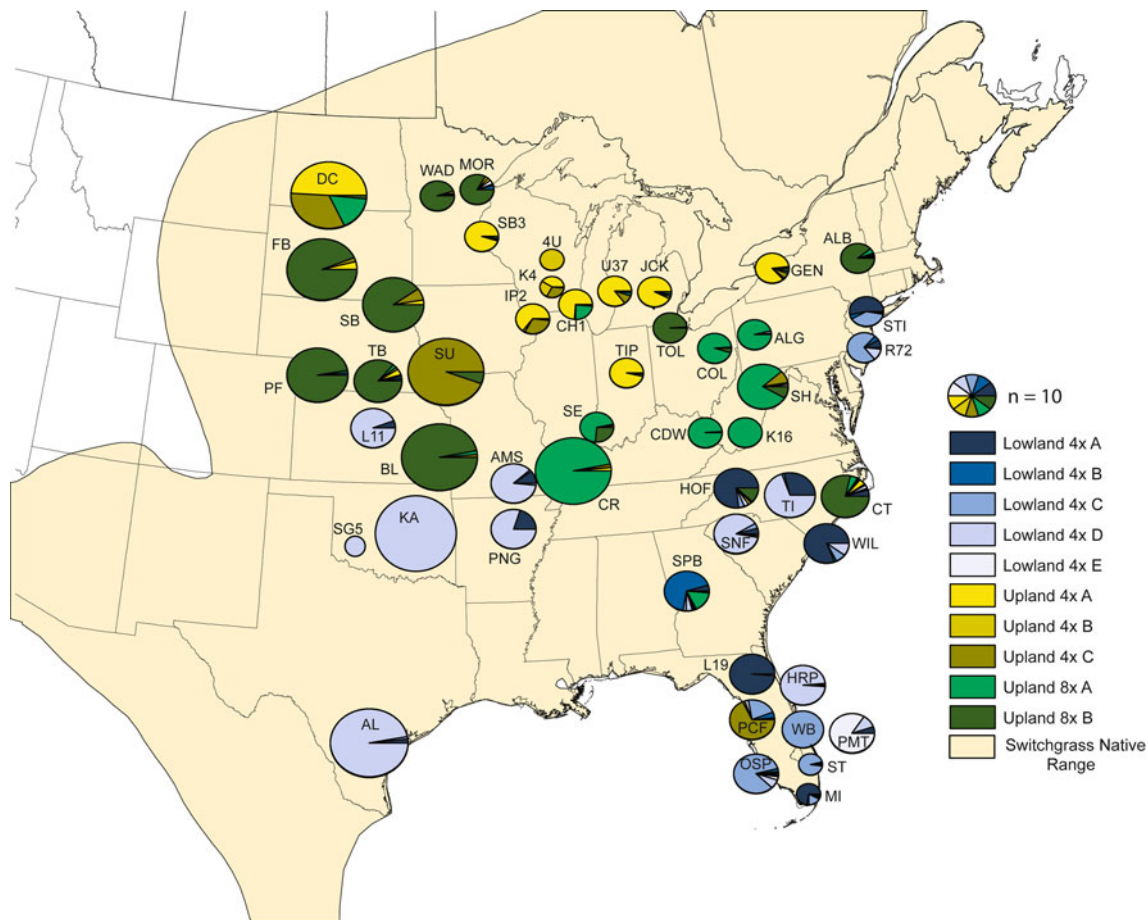 WAD
MOR
DC
SB3
4U
ALB
FB
K4
U37
JCK
GEN
SB
IP2
CH1
STI
TOL
ALG
R72
PF
TB
SU
TIP
COL
SH
n = 10
L11
SE
CDW
K16
Lowland 4x A
BL
AMS
CR
HOF
TI
CT
Lowland 4x B
KA
SG5
PNG
SNF
WIL
Lowland 4x C
SPB
Lowland 4x D
Lowland 4x E
L19
HRP
Upland 4x A
Upland 4x B
AL
PCF
WB
PMT
Upland 4x C
OSP
ST
Upland 8x A
MI
Upland 8x B
Switchgrass Native
Range